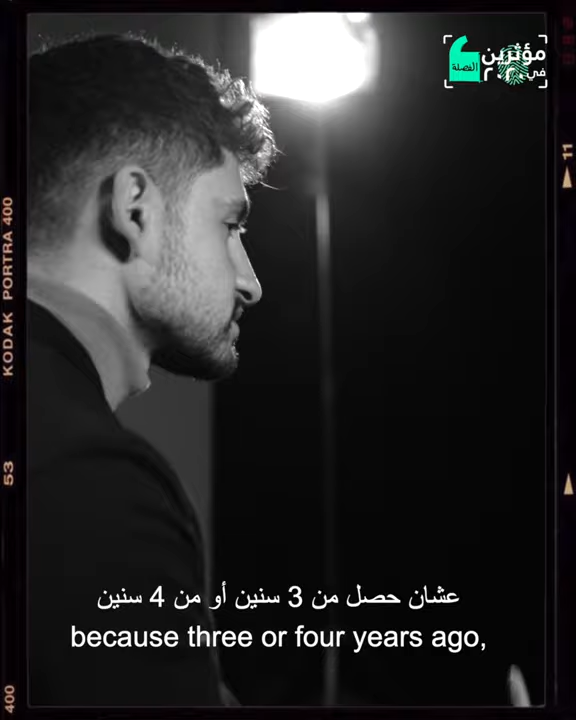 مؤثرين
الفصلة
في
KODAK PORTRA 400
53
400
11
عشان حصل من 3 سنين أو من 4 سنين
because three or four years ago,